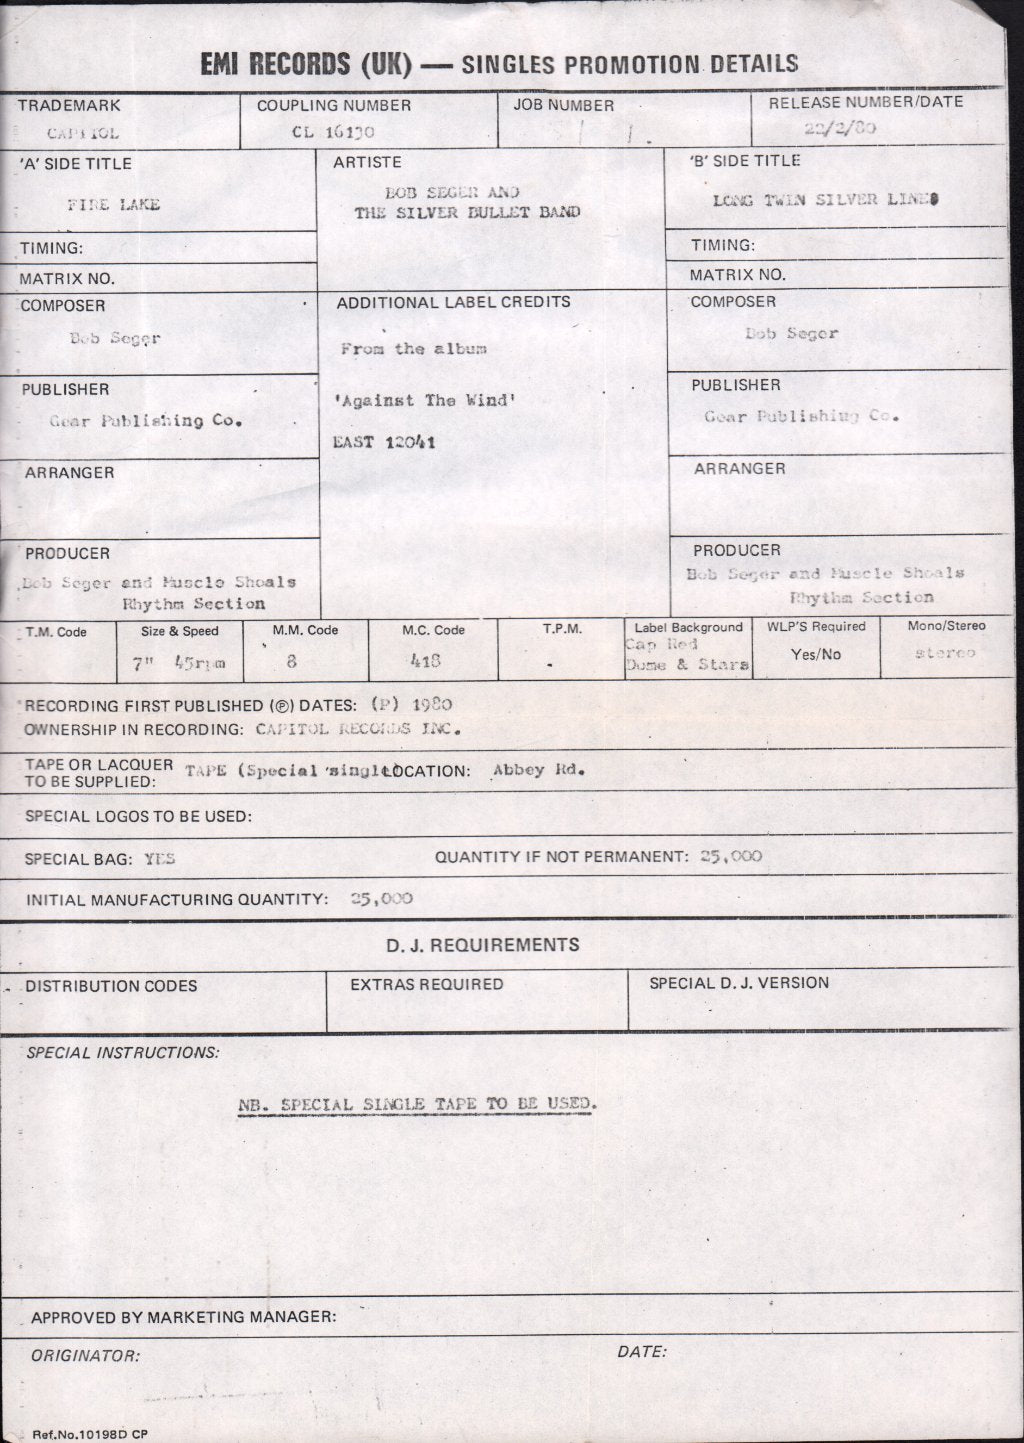 EMI RECORDS (UK) — SINGLES PROMOTION DETAILS
TRADEMARK
CAPITOL
COUPLING NUMBER
CL 16130
JOB NUMBER
RELEASE NUMBER/DATE
22/2/80
'A' SIDE TITLE
FIRE LAKE
TIMING:
MATRIX NO.
ARTISTE
BOB SEGER AND
THE SILVER BULLET BAND
'B' SIDE TITLE
LONG TWIN SILVER LINES
TIMING:
MATRIX NO.
COMPOSER
Bob Seger
PUBLISHER
Gear Publishing Co.
ARRANGER
PRODUCER
Bob Seger and Muscle Shoals
Rhythm Section
ADDITIONAL LABEL CREDITS
From the album
'Against The Wind'
EAST 12041
COMPOSER
Bob Seger
PUBLISHER
Gear Publishing Co.
ARRANGER
PRODUCER
Bob Seger and Muscle Shoals
Rhythm Section
T.M. Code
Size & Speed
7" 45rpm
M.M. Code
8
M.C. Code
418
T.P.M.
-
Label Background
Cap Red
Dome & Stars
WLP'S Required
Yes/No
Mono/Stereo
stereo
RECORDING FIRST PUBLISHED (℗) DATES: (P) 1980
OWNERSHIP IN RECORDING: CAPITOL RECORDS INC.
TAPE OR LACQUER
TO BE SUPPLIED: TAPE (Special 'single) LOCATION: Abbey Rd.
SPECIAL LOGOS TO BE USED:
SPECIAL BAG: YES QUANTITY IF NOT PERMANENT: 25,000
INITIAL MANUFACTURING QUANTITY: 25,000
D. J. REQUIREMENTS
DISTRIBUTION CODES
EXTRAS REQUIRED
SPECIAL D. J. VERSION
SPECIAL INSTRUCTIONS:
NB. SPECIAL SINGLE TAPE TO BE USED.
APPROVED BY MARKETING MANAGER:
ORIGINATOR:
DATE:
Ref.No.10198D CP